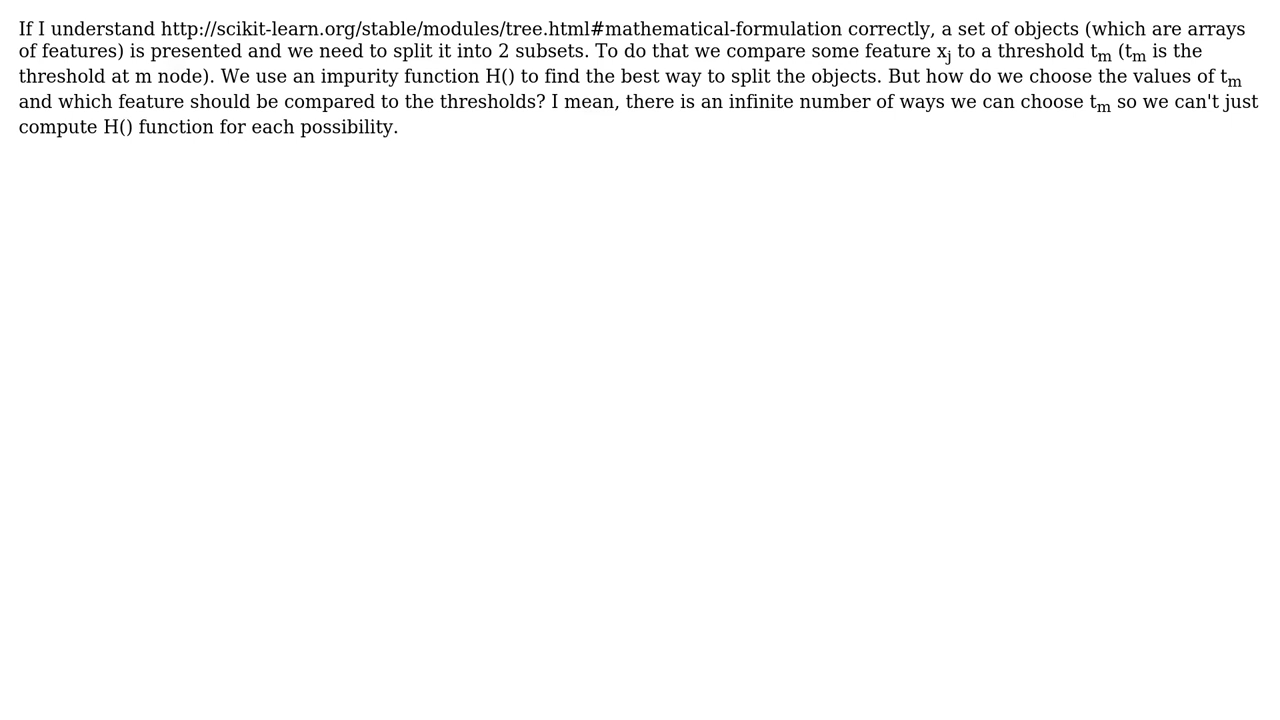 If I understand http://scikit-learn.org/stable/modules/tree.html#mathematical-formulation correctly, a set of objects (which are arrays
of features) is presented and we need to split it into 2 subsets. To do that we compare some feature xj to a threshold tm (tm is the
threshold at m node). We use an impurity function H() to find the best way to split the objects. But how do we choose the values of tm
and which feature should be compared to the thresholds? I mean, there is an infinite number of ways we can choose tm so we can't just
compute H() function for each possibility.